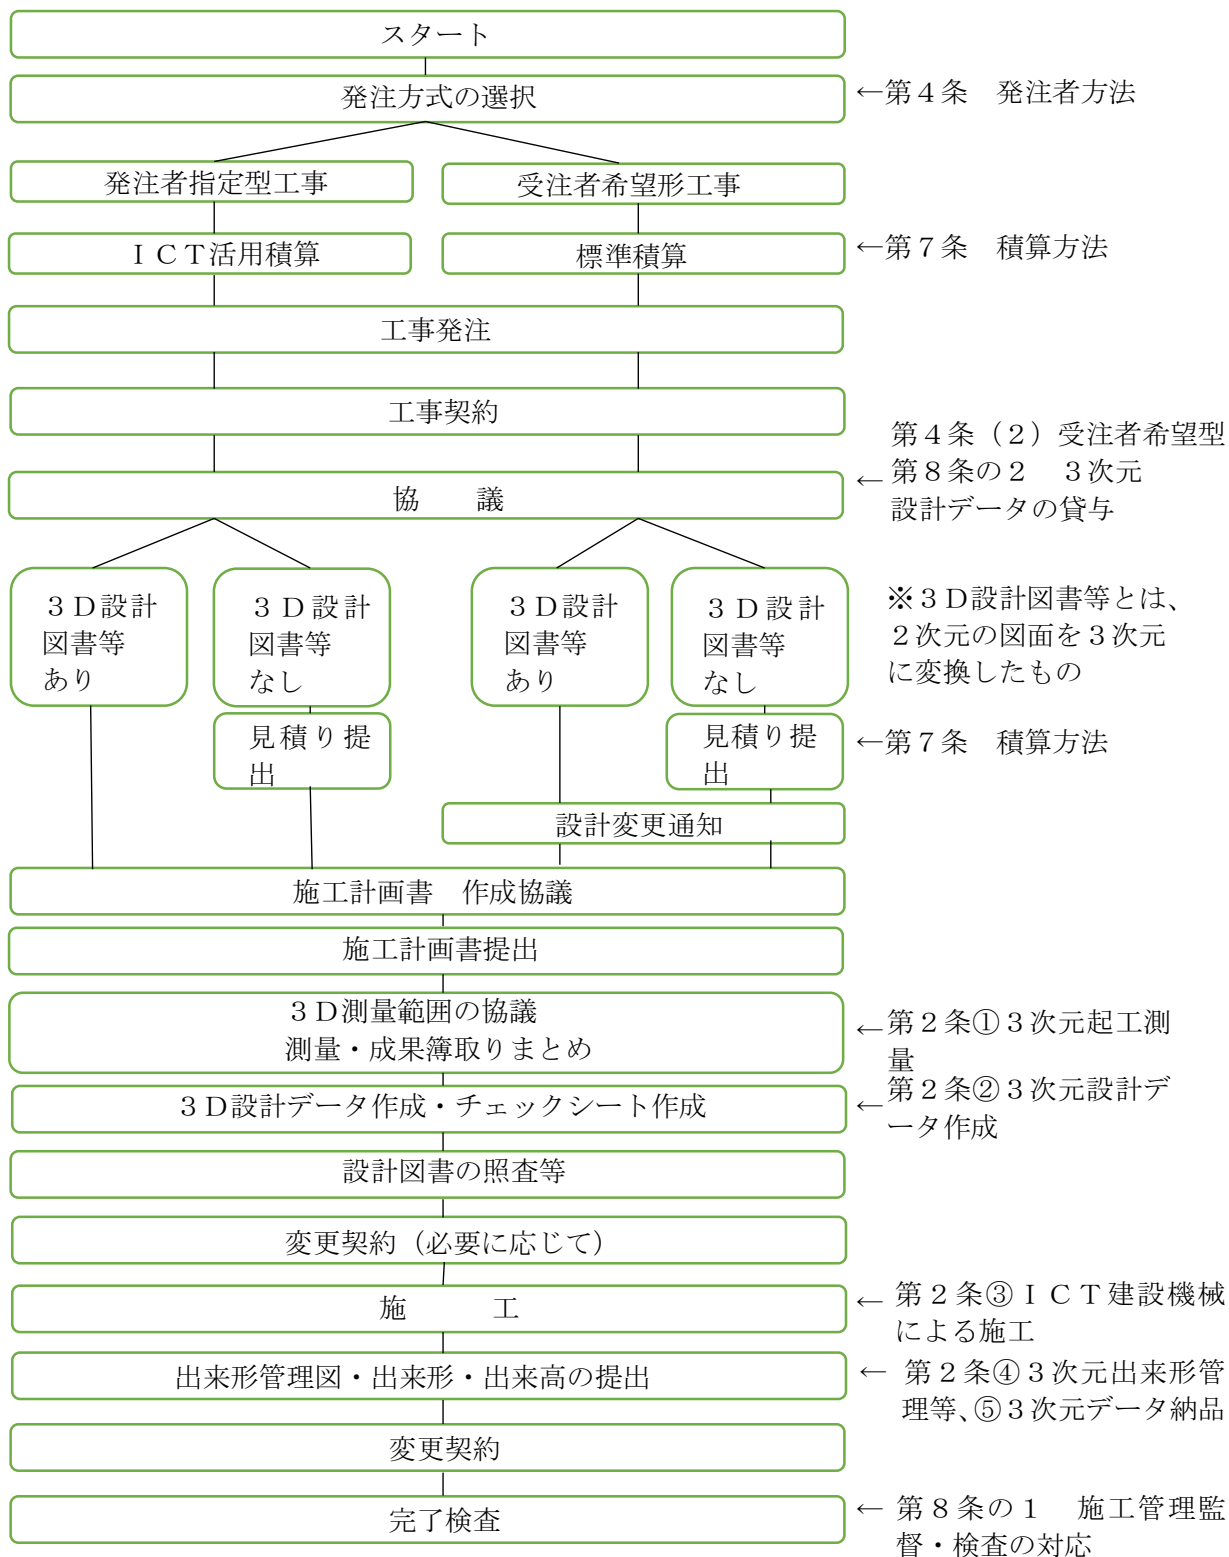 スタート
発注方式の選択
←第４条　発注者方法
発注者指定型工事
受注者希望形工事
ＩＣＴ活用積算
標準積算
←第７条　積算方法
工事発注
工事契約
第４条（２）受注者希望型
←第８条の２　３次元
設計データの貸与
協　　議
３Ｄ設計
図書等
あり
３Ｄ設計
図書等
なし
３Ｄ設計
図書等
あり
３Ｄ設計
図書等
なし
※３Ｄ設計図書等とは、
２次元の図面を３次元
に変換したもの
見積り提
出
見積り提
出
←第７条　積算方法
設計変更通知
施工計画書　作成協議
施工計画書提出
３Ｄ測量範囲の協議
測量・成果簿取りまとめ
←第２条①３次元起工測
量
３Ｄ設計データ作成・チェックシート作成
←第２条②３次元設計デ
ータ作成
設計図書の照査等
変更契約（必要に応じて）
施　　　工
←第２条③ＩＣＴ建設機械
による施工
出来形管理図・出来形・出来高の提出
←第２条④３次元出来形管
理等、⑤３次元データ納品
変更契約
完了検査
←第８条の１　施工管理監
督・検査の対応